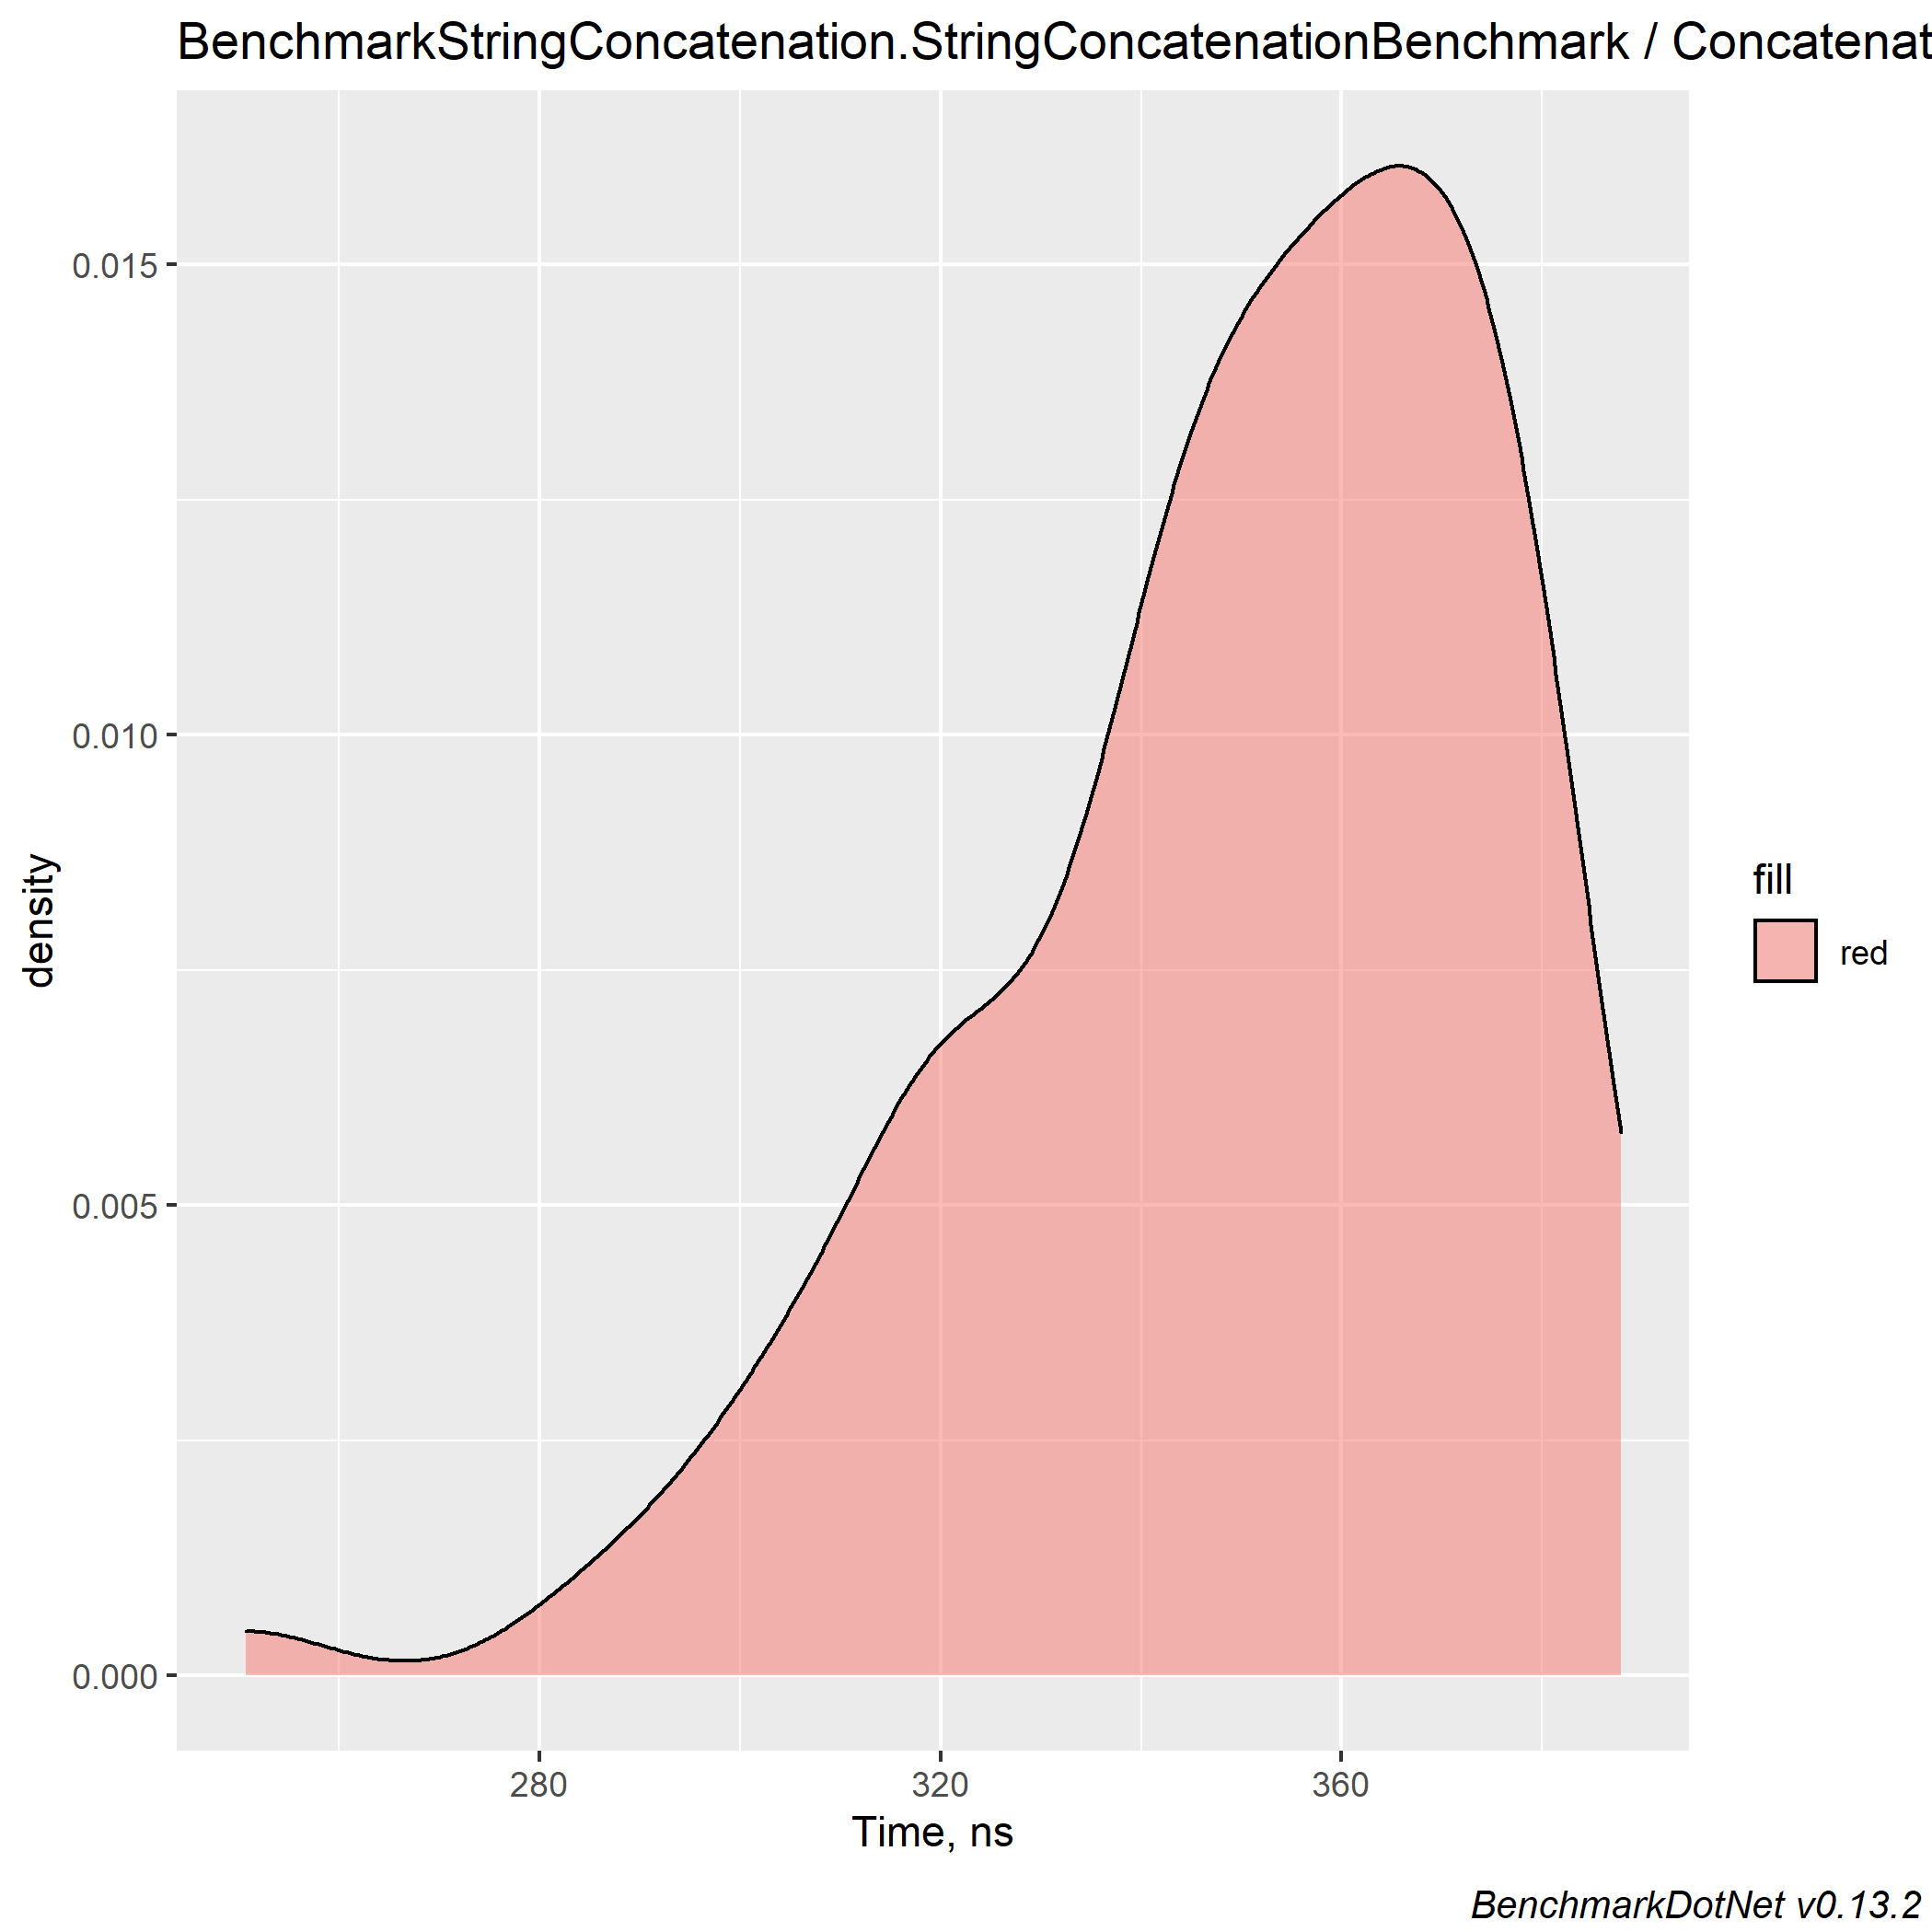 BenchmarkStringConcatenation.StringConcatenationBenchmark / Concatenat
0.015
0.010
0.005
0.000
density
280 320 360
Time, ns
fill
red
BenchmarkDotNet v0.13.2